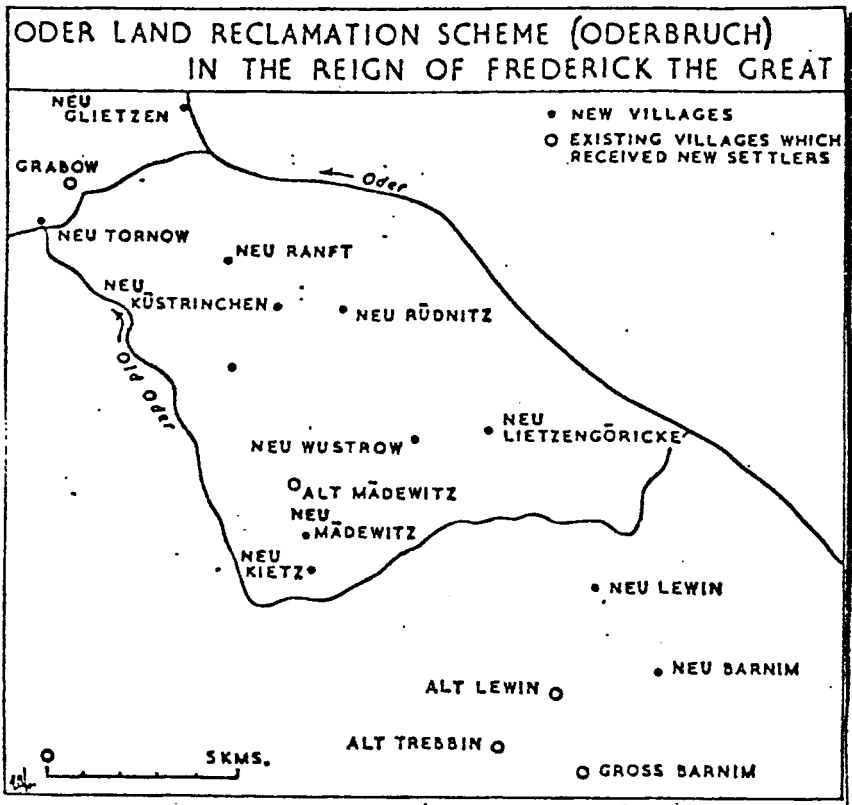 ODER LAND RECLAMATION SCHEME (ODERBRUCH)
IN THE REIGN OF FREDERICK THE GREAT
NEU
GLIETZEN
NEW VILLAGES
EXISTING VILLAGES WHICH
RECEIVED NEW SETTLERS
GRABOW
Oder
NEU TORNOW
NEU RANFT
NEU
KÜSTRINCHEN
NEU RÜDNITZ
Old Oder
NEU
LIETZENGÖRICKE
NEU WUSTROW
ALT MÄDEWITZ
NEU
MÄDEWITZ
NEU
KIETZ
NEU LEWIN
NEU BARNIM
ALT LEWIN
ALT TREBBIN
GROSS BARNIM
0 5 KMS.